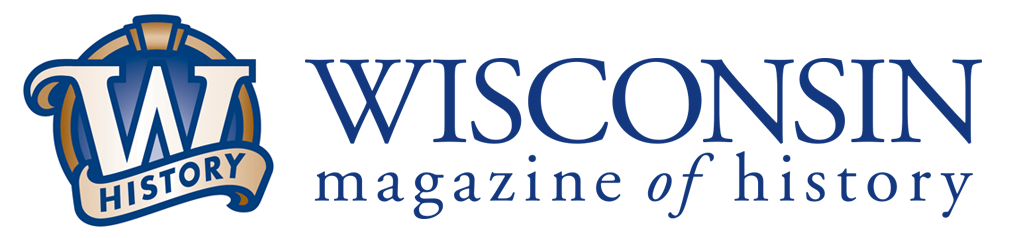 W
HISTORY
WISCONSIN
magazine of history